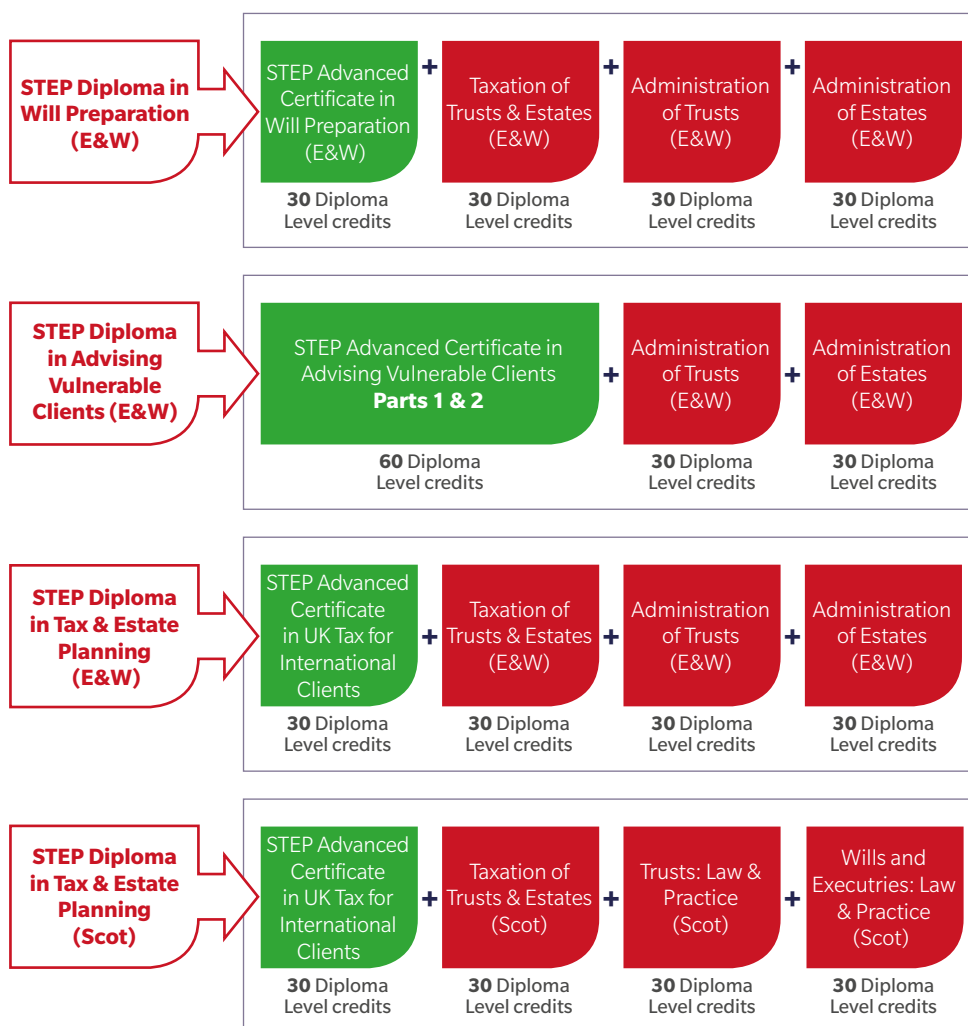 STEP Diploma in
Will Preparation
(E&W)
STEP Advanced
Certificate in
Will Preparation
(E&W)
+
Taxation of
Trusts & Estates
(E&W)
+
Administration
of Trusts
(E&W)
+
Administration
of Estates
(E&W)
30 Diploma
Level credits
30 Diploma
Level credits
30 Diploma
Level credits
30 Diploma
Level credits
STEP Diploma
in Advising
Vulnerable
Clients (E&W)
STEP Advanced Certificate in
Advising Vulnerable Clients
Parts 1 & 2
+
Administration
of Trusts
(E&W)
+
Administration
of Estates
(E&W)
60 Diploma
Level credits
30 Diploma
Level credits
30 Diploma
Level credits
STEP Diploma
in Tax & Estate
Planning
(E&W)
STEP Advanced
Certificate
in UK Tax for
International
Clients
+
Taxation of
Trusts & Estates
(E&W)
+
Administration
of Trusts
(E&W)
+
Administration
of Estates
(E&W)
30 Diploma
Level credits
30 Diploma
Level credits
30 Diploma
Level credits
30 Diploma
Level credits
STEP Diploma
in Tax & Estate
Planning
(Scot)
STEP Advanced
Certificate
in UK Tax for
International
Clients
+
Taxation of
Trusts & Estates
(Scot)
+
Trusts: Law &
Practice
(Scot)
+
Wills and
Executries: Law
& Practice
(Scot)
30 Diploma
Level credits
30 Diploma
Level credits
30 Diploma
Level credits
30 Diploma
Level credits